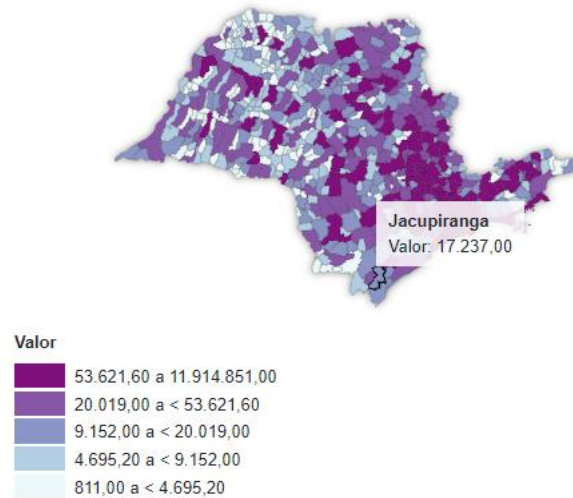 Jacupiranga
Valor: 17.237,00
Valor
53.621,60 a 11.914.851,00
20.019,00 a < 53.621,60
9.152,00 a < 20.019,00
4.695,20 a < 9.152,00
811,00 a < 4.695,20